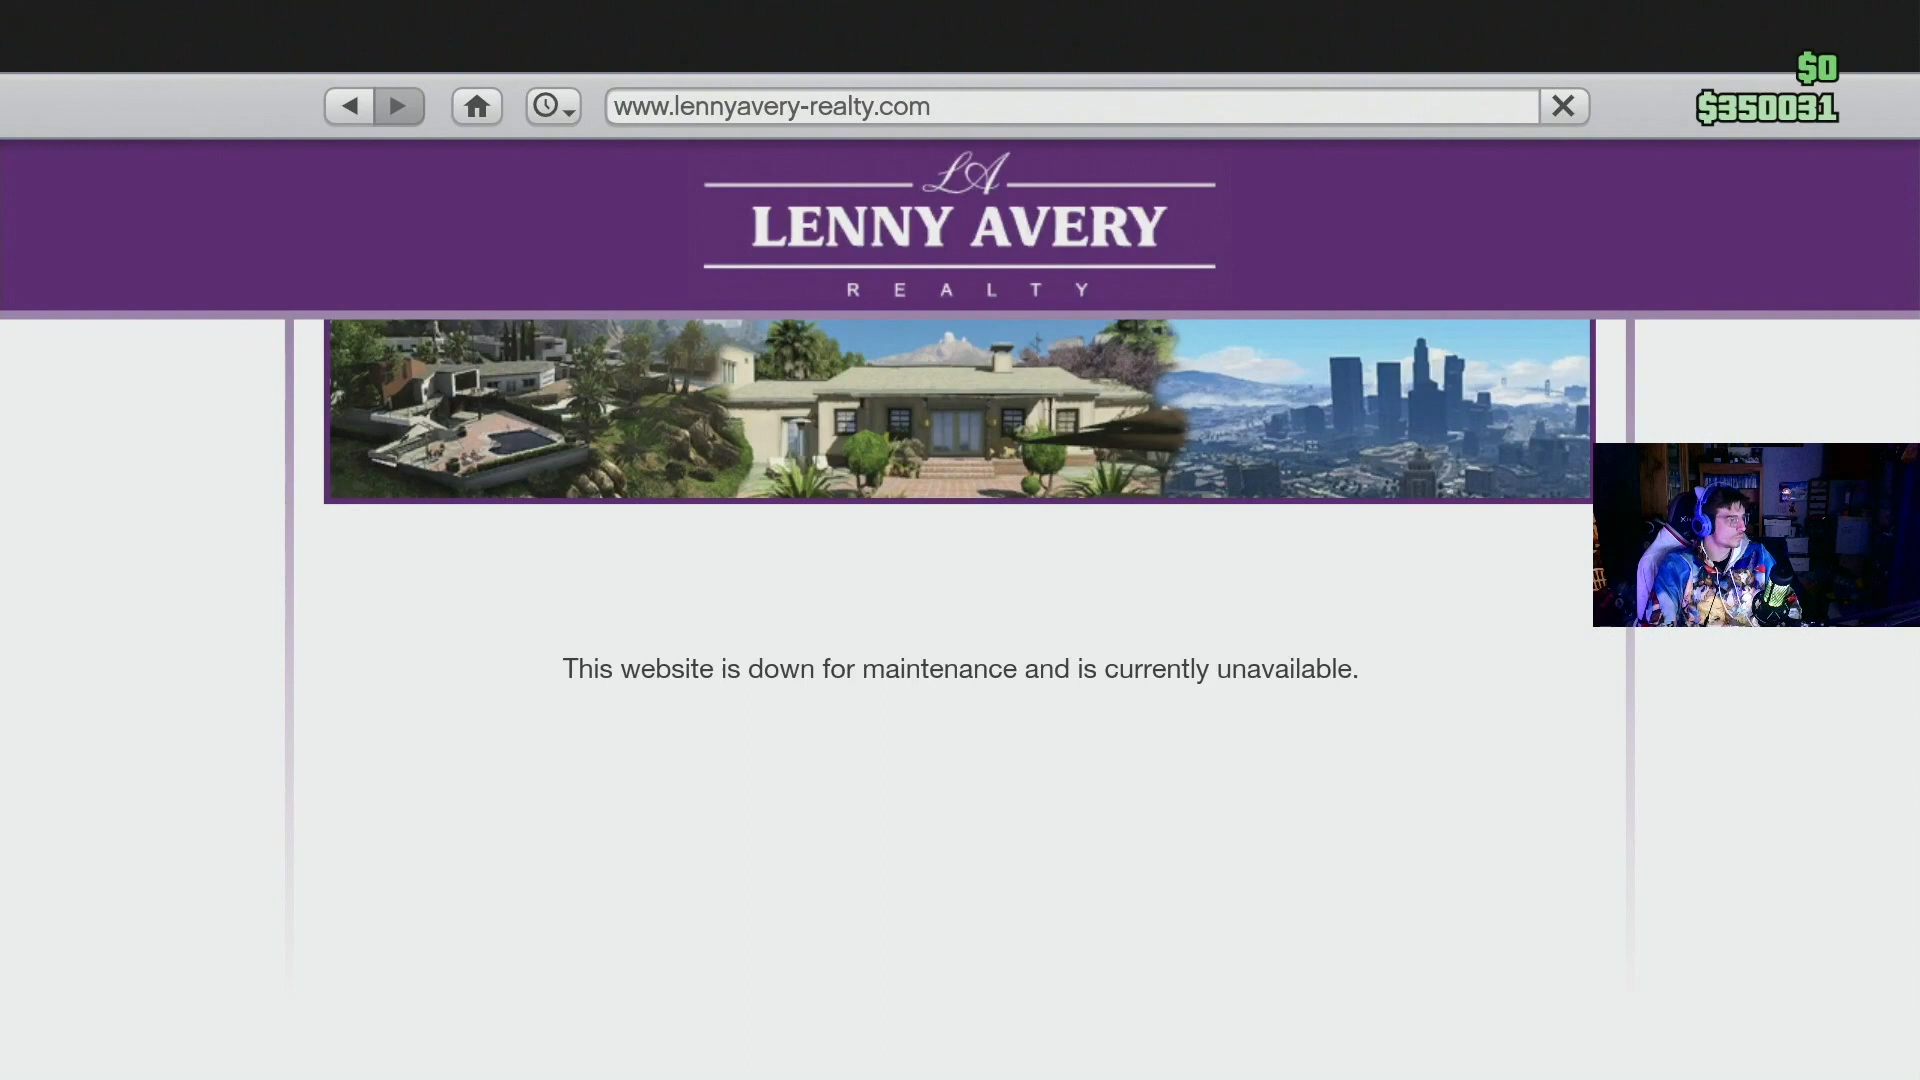 $0
www.lennyavery-realty.com
$350031
LA
LENNY AVERY
REALTY
This website is down for maintenance and is currently unavailable.